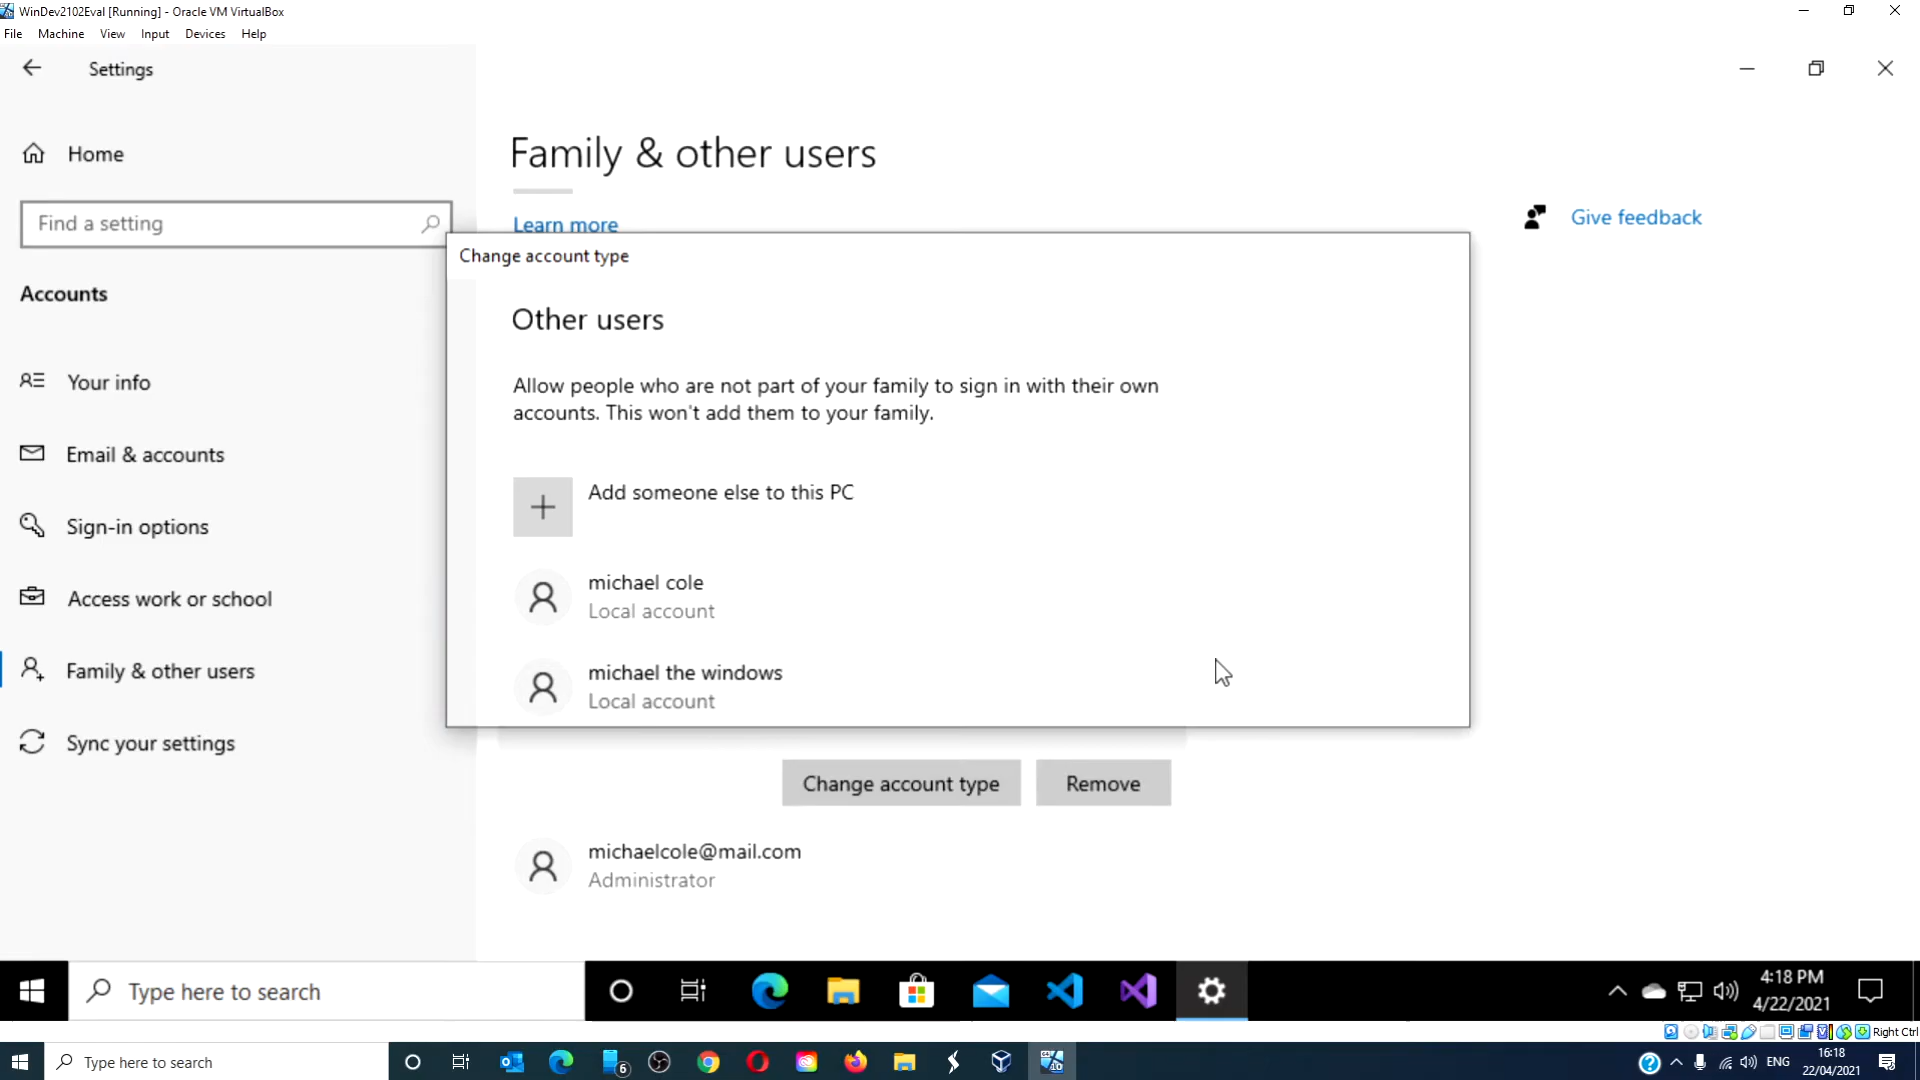 WinDev2102Eval [Running] - Oracle VM VirtualBox
File Machine View Input Devices Help
Settings
Home
Find a setting
Accounts
Your info
Email & accounts
Sign-in options
Access work or school
Family & other users
Sync your settings
Family & other users
Learn more
Give feedback
Change account type
Other users
Allow people who are not part of your family to sign in with their own
accounts. This won't add them to your family.
Add someone else to this PC
michael cole
Local account
michael the windows
Local account
Change account type
Remove
michaelcole@mail.com
Administrator
Type here to search
4:18 PM
4/22/2021
Right Ctrl
Type here to search
6
ENG
16:18
22/04/2021